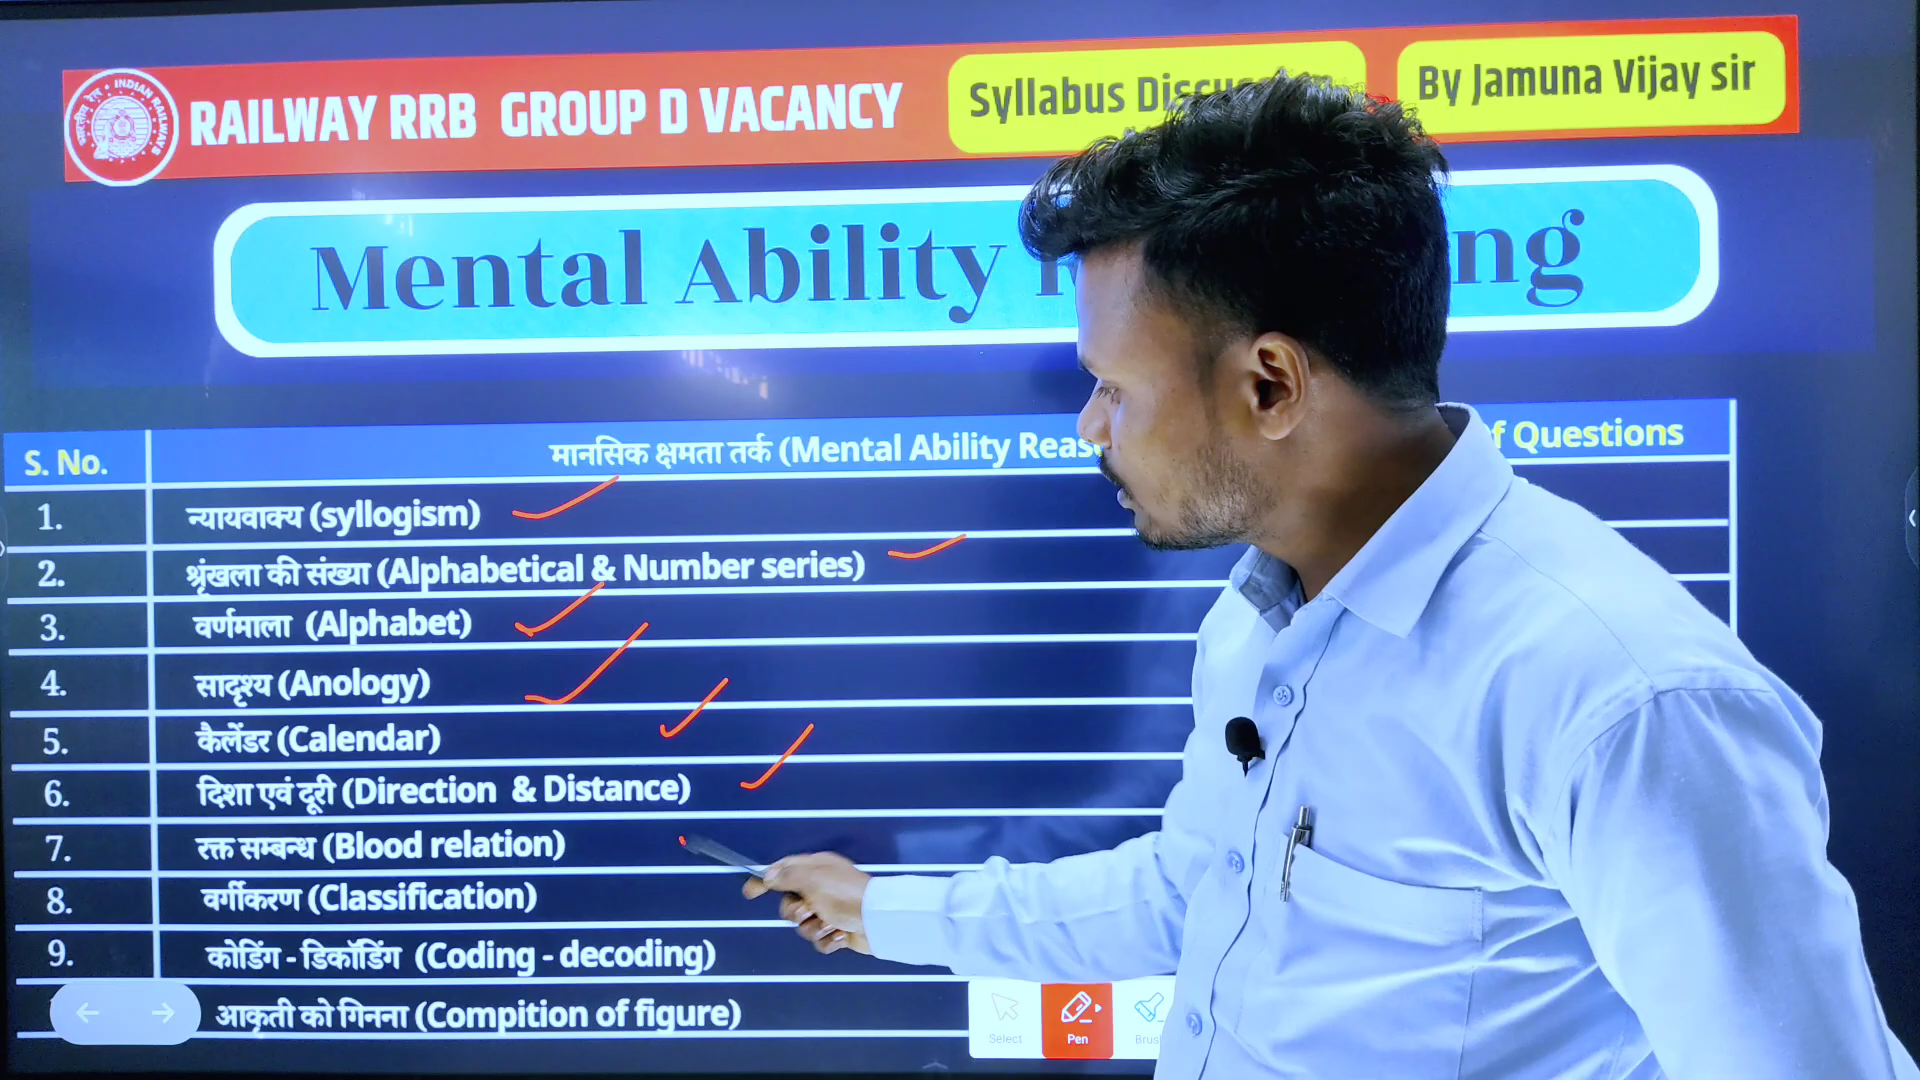 INDIAN RAILWAYS
RAILWAY RRB GROUP D VACANCY
Syllabus
By Jamuna Vijay sir
Mental Ability
S. No. मानसिक क्षमता तर्क (Mental Ability Questions
1. न्यायवाक्य (syllogism)
2. श्रृंखला की संख्या (Alphabetical & Number series)
3. वर्णमाला (Alphabet)
4. सादृश्य (Anology)
5. कैलेंडर (Calendar)
6. दिशा एवं दूरी (Direction & Distance)
7. रक्त सम्बन्ध (Blood relation)
8. वर्गीकरण (Classification)
9. कोडिंग - डिकॉडिंग (Coding - decoding)
आकृती को गिनना (Compition of figure)
Select Pen